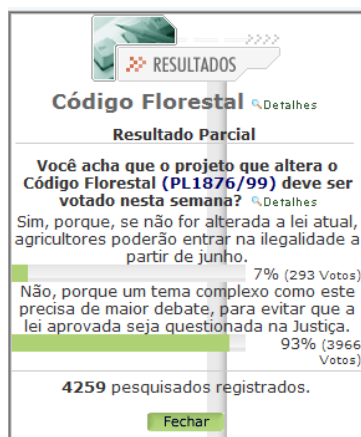 RESULTADOS
Código Florestal Detalhes
Resultado Parcial
Você acha que o projeto que altera o
Código Florestal (PL1876/99) deve ser
votado nesta semana? Detalhes
Sim, porque, se não for alterada a lei atual,
agricultores poderão entrar na ilegalidade a
partir de junho.
7% (293 Votos)
Não, porque um tema complexo como este
precisa de maior debate, para evitar que a
lei aprovada seja questionada na Justiça.
93% (3966
Votos)
4259 pesquisados registrados.
Fechar